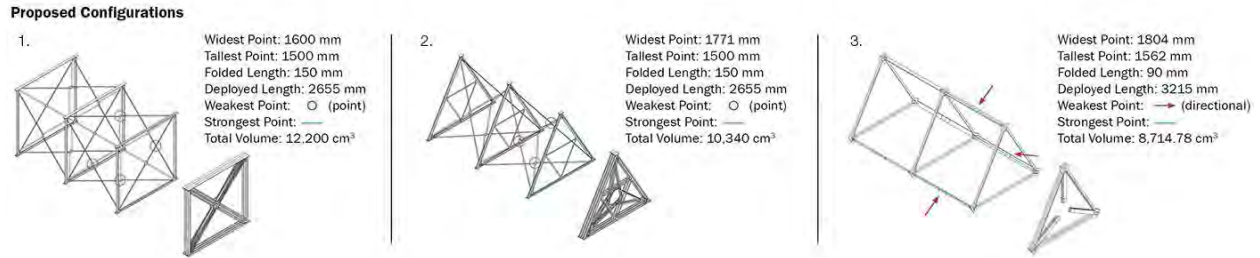 Proposed Configurations
1.
Widest Point: 1600 mm
Tallest Point: 1500 mm
Folded Length: 150 mm
Deployed Length: 2655 mm
Weakest Point: (point)
Strongest Point:
Total Volume: 12,200 cm³
2.
Widest Point: 1771 mm
Tallest Point: 1500 mm
Folded Length: 150 mm
Deployed Length: 2655 mm
Weakest Point: (point)
Strongest Point:
Total Volume: 10,340 cm³
3.
Widest Point: 1804 mm
Tallest Point: 1562 mm
Folded Length: 90 mm
Deployed Length: 3215 mm
Weakest Point: (directional)
Strongest Point:
Total Volume: 8,714.78 cm³